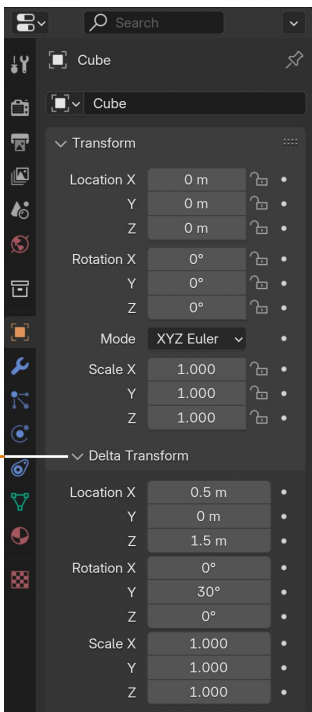 Search
Cube
Cube
Transform
Location X 0 m
Y 0 m
Z 0 m
Rotation X 0°
Y 0°
Z 0°
Mode XYZ Euler
Scale X 1.000
Y 1.000
Z 1.000
Delta Transform
Location X 0.5 m
Y 0 m
Z 1.5 m
Rotation X 0°
Y 30°
Z 0°
Scale X 1.000
Y 1.000
Z 1.000